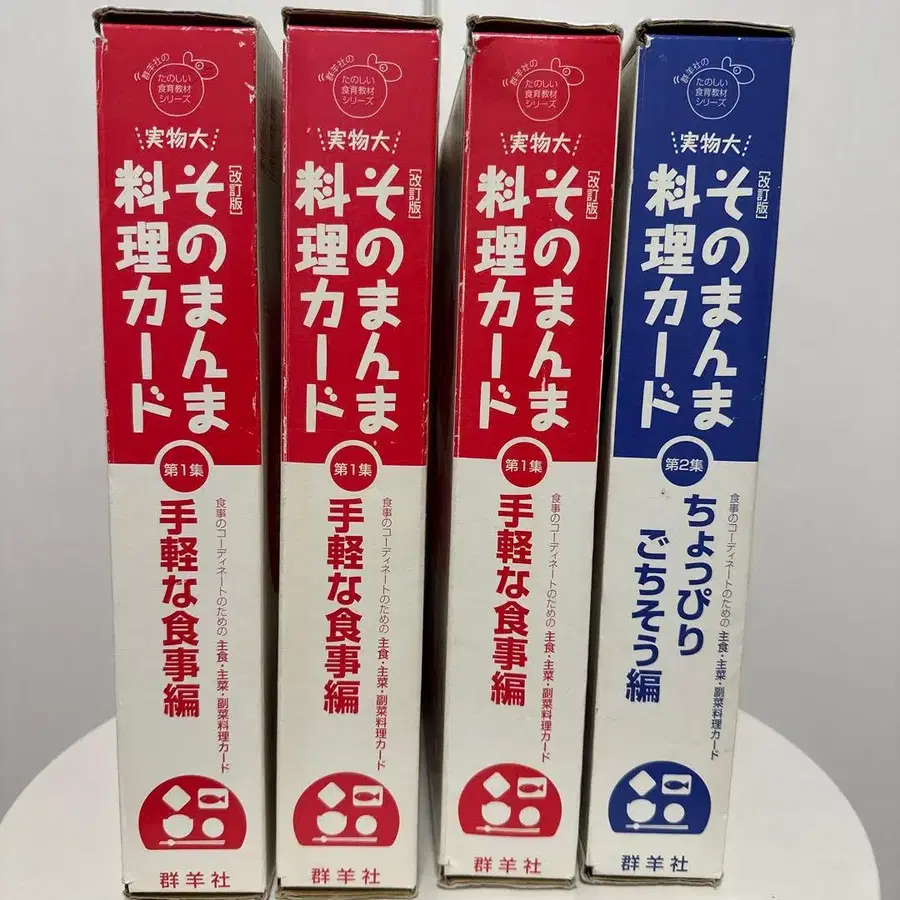 群羊社の
たのしい
食育教材
シリーズ
実物大
[改訂版]
そのまんま
料理カード
第1集
食事のコーディネートのための 主食・主菜・副菜料理カード
手軽な食事編
群羊社
群羊社の
たのしい
食育教材
シリーズ
実物大
[改訂版]
そのまんま
料理カード
第1集
食事のコーディネートのための 主食・主菜・副菜料理カード
手軽な食事編
群羊社
群羊社の
たのしい
食育教材
シリーズ
実物大
[改訂版]
そのまんま
料理カード
第1集
食事のコーディネートのための 主食・主菜・副菜料理カード
手軽な食事編
群羊社
群羊社の
たのしい
食育教材
シリーズ
実物大
[改訂版]
そのまんま
料理カード
第2集
食事のコーディネートのための 主食・主菜・副菜料理カード
ちょっぴり
ごちそう編
群羊社